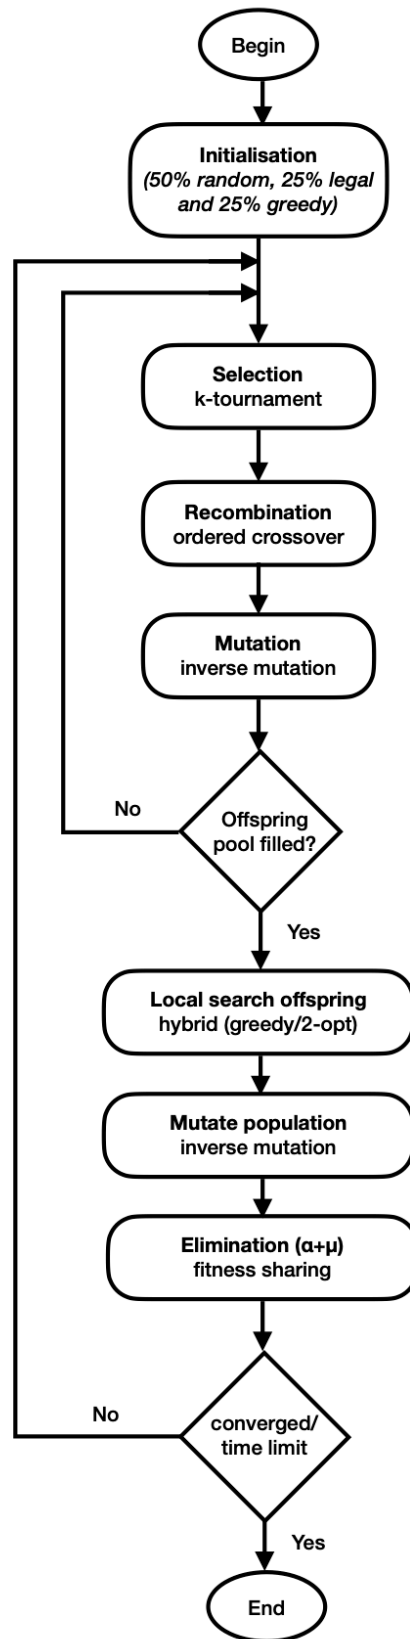 Begin
Initialisation
(50% random, 25% legal
and 25% greedy)
Selection
k-tournament
Recombination
ordered crossover
Mutation
inverse mutation
No
Offspring
pool filled?
Yes
Local search offspring
hybrid (greedy/2-opt)
Mutate population
inverse mutation
Elimination (α+μ)
fitness sharing
No
converged/
time limit
Yes
End